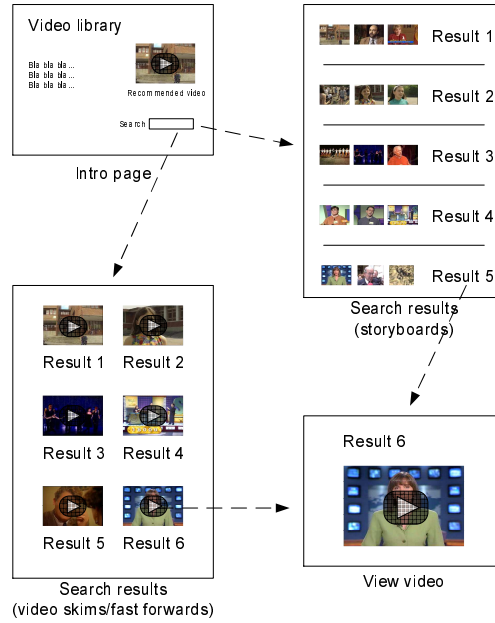 Video library
Bla bla bla...
Bla bla bla...
Bla bla bla...
Recommended video
Search
Intro page
Result 1
Result 2
Result 3
Result 4
Result 5
Search results
(storyboards)
Result 1
Result 2
Result 3
Result 4
Result 5
Result 6
Search results
(video skims/fast forwards)
Result 6
View video